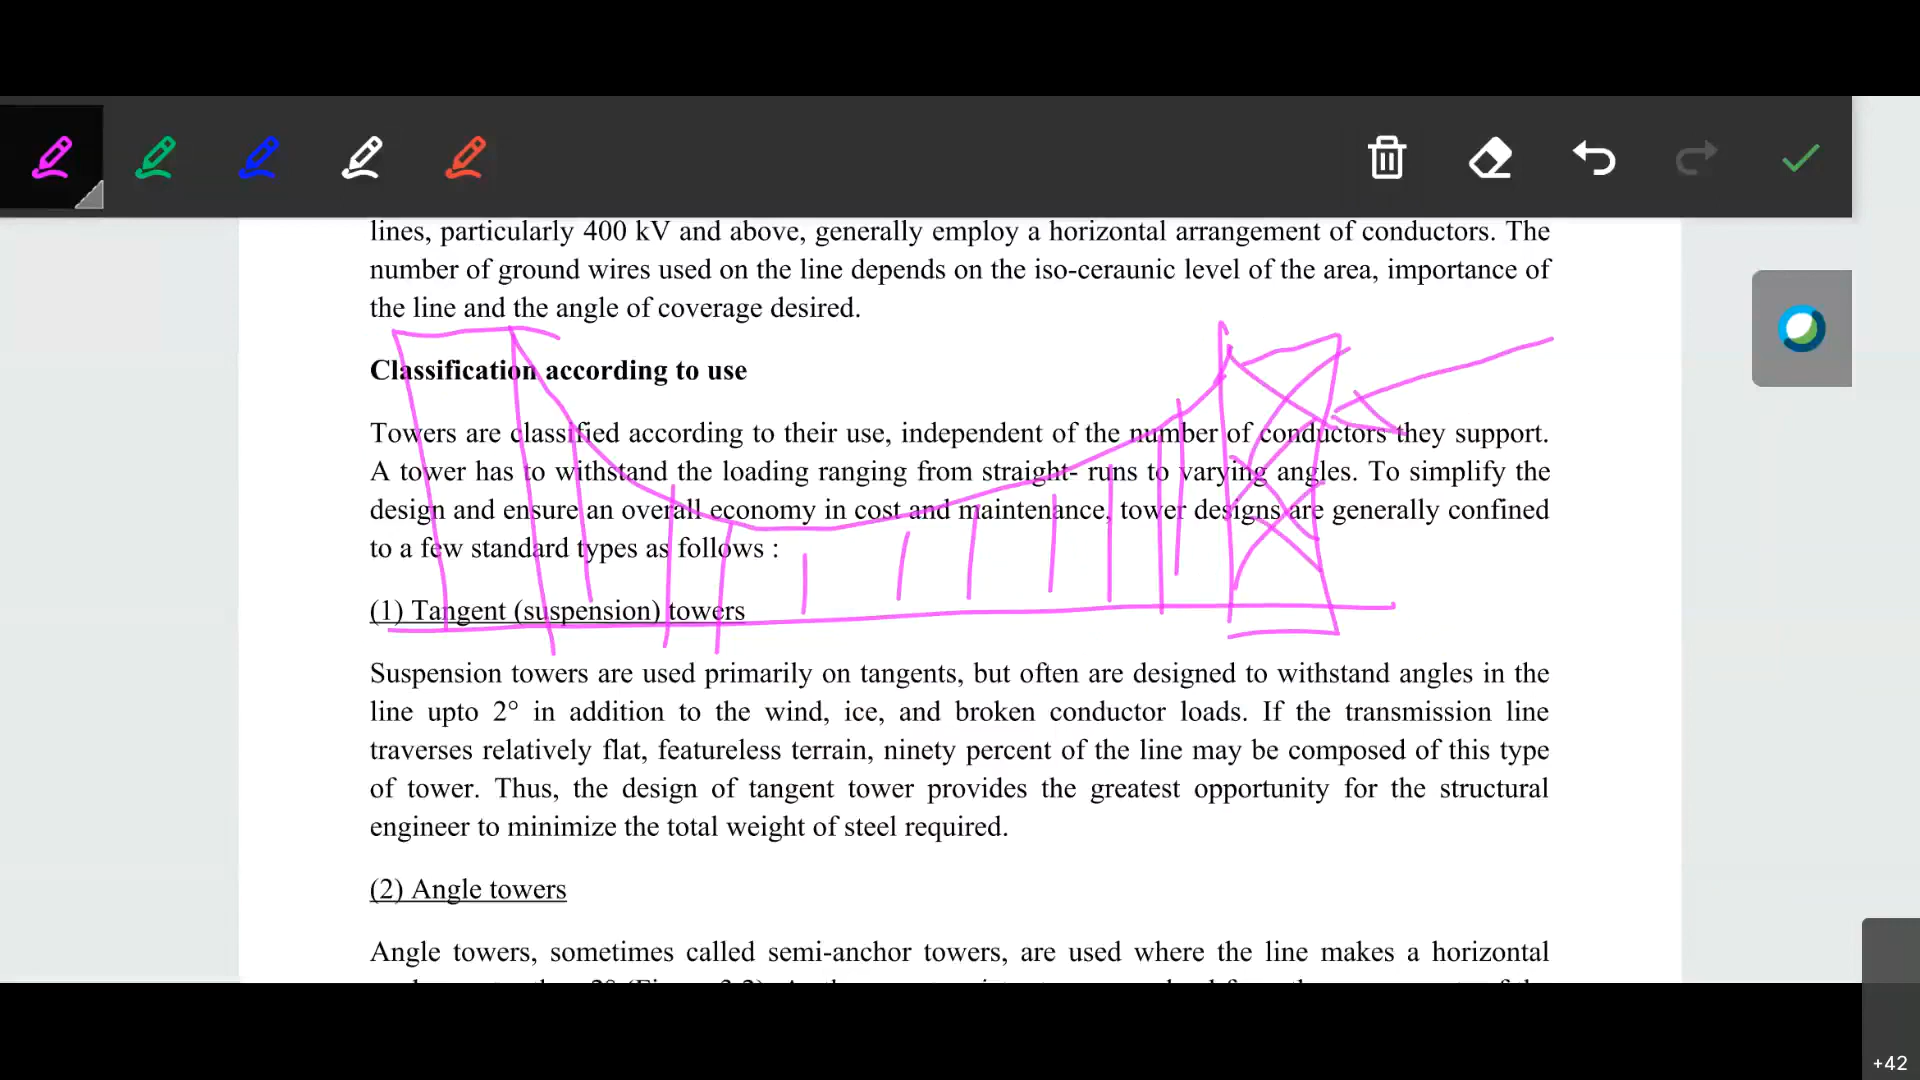 lines, particularly 400 kV and above, generally employ a horizontal arrangement of conductors. The
number of ground wires used on the line depends on the iso-ceraunic level of the area, importance of
the line and the angle of coverage desired.
Classification according to use
Towers are classified according to their use, independent of the number of conductors they support.
A tower has to withstand the loading ranging from straight- runs to varying angles. To simplify the
design and ensure an overall economy in cost and maintenance, tower designs are generally confined
to a few standard types as follows :
(1) Tangent (suspension) towers
Suspension towers are used primarily on tangents, but often are designed to withstand angles in the
line upto 2° in addition to the wind, ice, and broken conductor loads. If the transmission line
traverses relatively flat, featureless terrain, ninety percent of the line may be composed of this type
of tower. Thus, the design of tangent tower provides the greatest opportunity for the structural
engineer to minimize the total weight of steel required.
(2) Angle towers
Angle towers, sometimes called semi-anchor towers, are used where the line makes a horizontal
+42